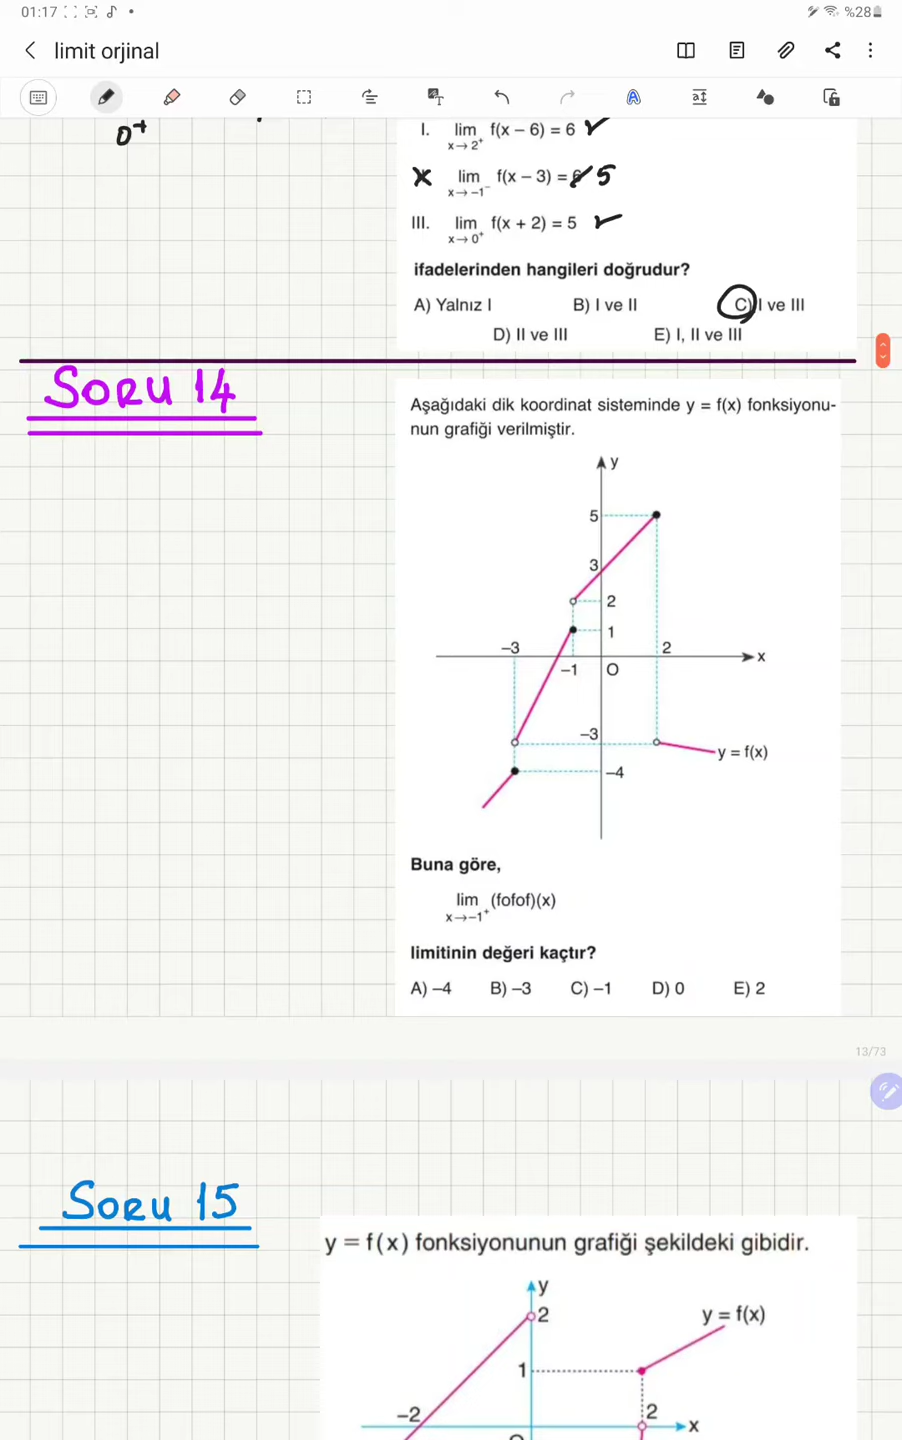 01:17
%28
limit orjinal
0⁺
I. lim f(x – 6) = 6
x→2⁺
lim f(x – 3) = 5
x→–1⁻
III. lim f(x + 2) = 5
x→0⁺
ifadelerinden hangileri doğrudur?
A) Yalnız I B) I ve II C) I ve III
D) II ve III E) I, II ve III
SORU 14
Aşağıdaki dik koordinat sisteminde y = f(x) fonksiyonu-
nun grafiği verilmiştir.
y
5
3
2
1
–3 2 x
–1 O
–3
y = f(x)
–4
Buna göre,
lim (fofof)(x)
x→–1⁺
limitinin değeri kaçtır?
A) –4 B) –3 C) –1 D) 0 E) 2
13/73
SORU 15
y = f(x) fonksiyonunun grafiği şekildeki gibidir.
y
2
y = f(x)
1
–2 2 x